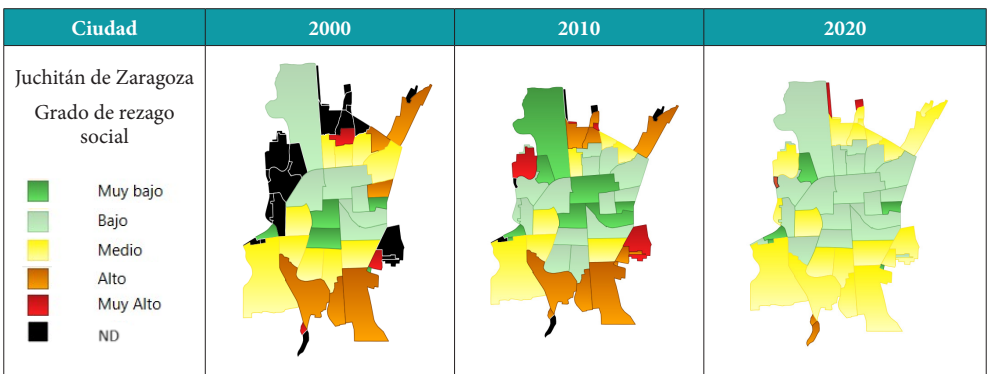 Ciudad
2000
2010
2020
Juchitán de Zaragoza
Grado de rezago
social
Muy bajo
Bajo
Medio
Alto
Muy Alto
ND